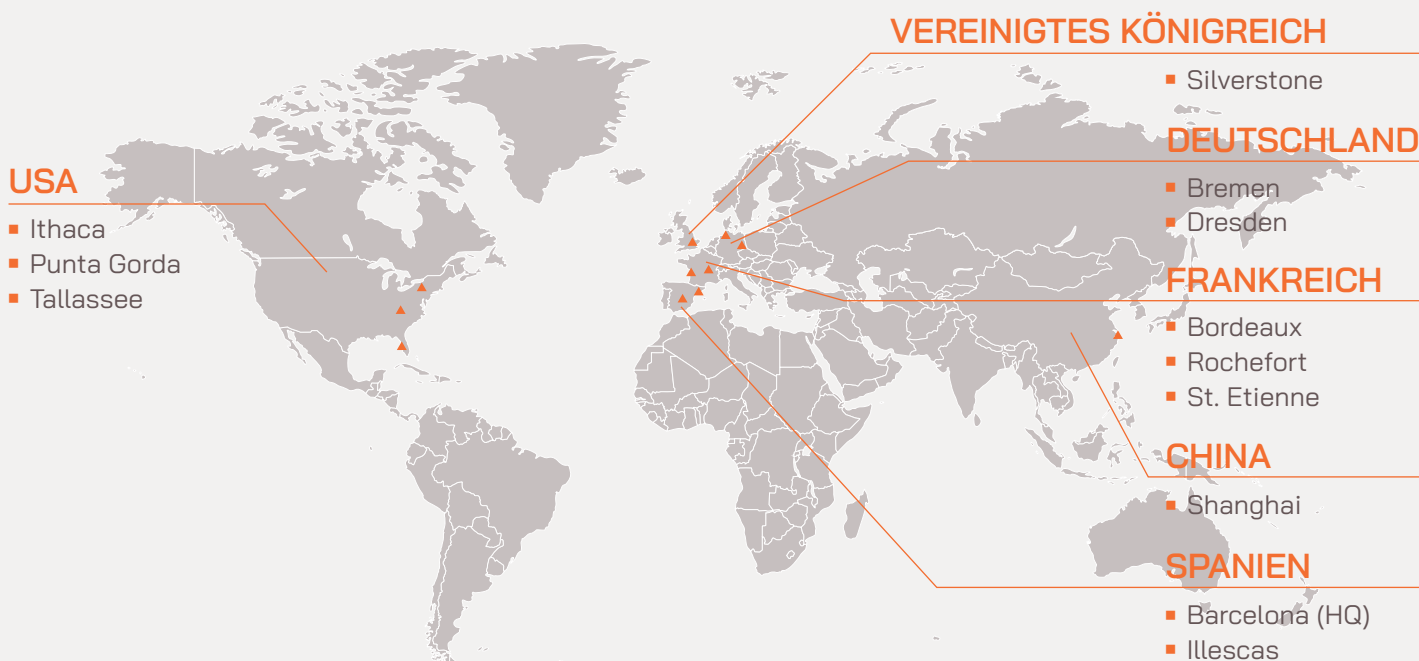 VEREINIGTES KÖNIGREICH
Silverstone
DEUTSCHLAND
Bremen
Dresden
USA
Ithaca
Punta Gorda
Tallassee
FRANKREICH
Bordeaux
Rochefort
St. Etienne
CHINA
Shanghai
SPANIEN
Barcelona (HQ)
Illescas